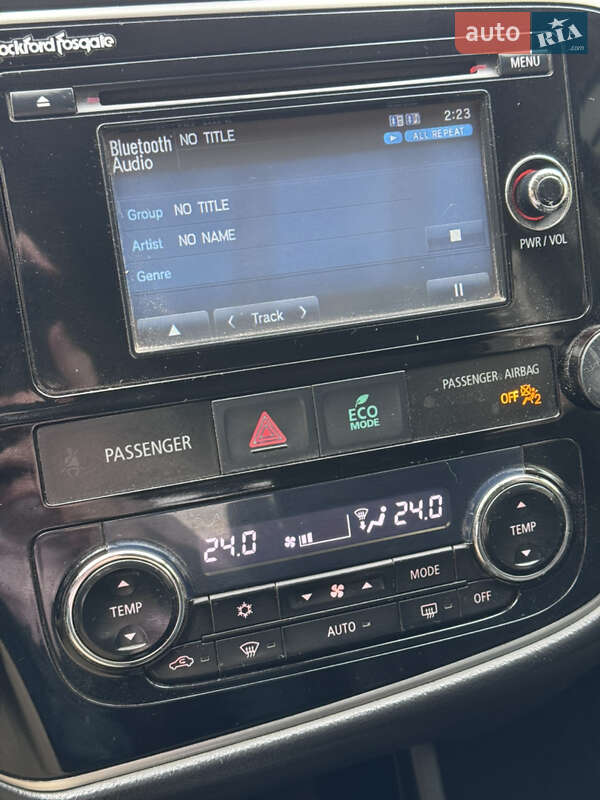 ockford Fosgate
auto RIA
.com
MENU
2:23
Bluetooth Audio
NO TITLE
ALL REPEAT
Group NO TITLE
Artist NO NAME
Genre
PWR / VOL
Track
PASSENGER
ECO
MODE
PASSENGER AIRBAG
OFF 2
24.0
24.0
TEMP
TEMP
MODE
AUTO
OFF